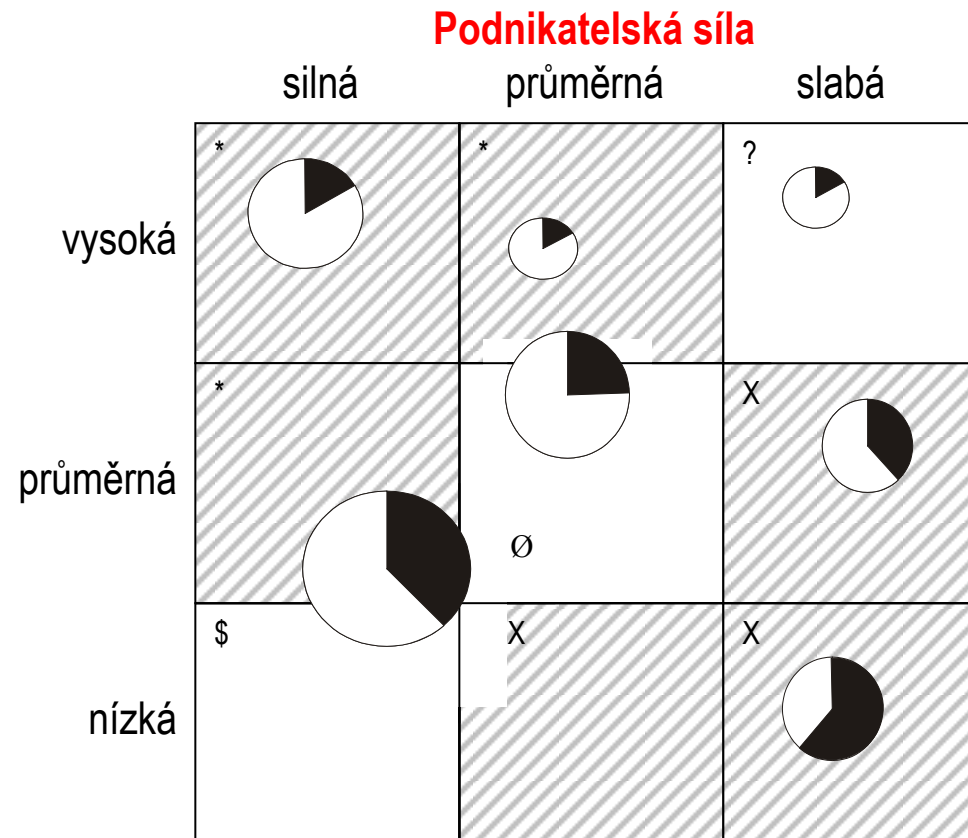 Podnikatelská síla
silná průměrná slabá
* * ?
vysoká
* X
průměrná
Ø
$ X X
nízká